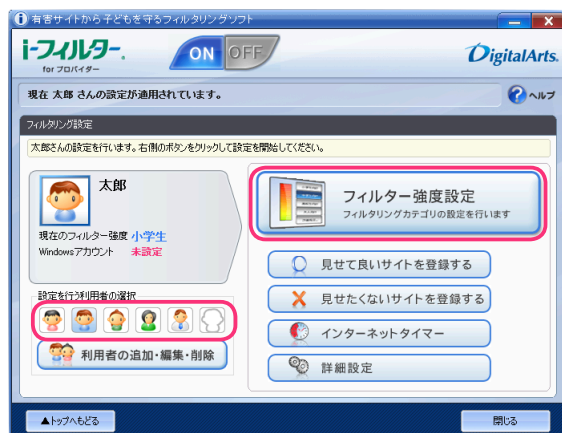 有害サイトから子どもを守るフィルタリングソフト
i-フィルター.
for プロバイダー
ON OFF
DigitalArts.
現在 太郎 さんの設定が適用されています。
ヘルプ
フィルタリング設定
太郎さんの設定を行います。右側のボタンをクリックして設定を開始してください。
太郎
現在のフィルター強度 小学生
Windowsアカウント 未設定
設定を行う利用者の選択
利用者の追加・編集・削除
フィルター強度設定
フィルタリングカテゴリの設定を行います
見せて良いサイトを登録する
見せたくないサイトを登録する
インターネットタイマー
詳細設定
▲トップへもどる
閉じる